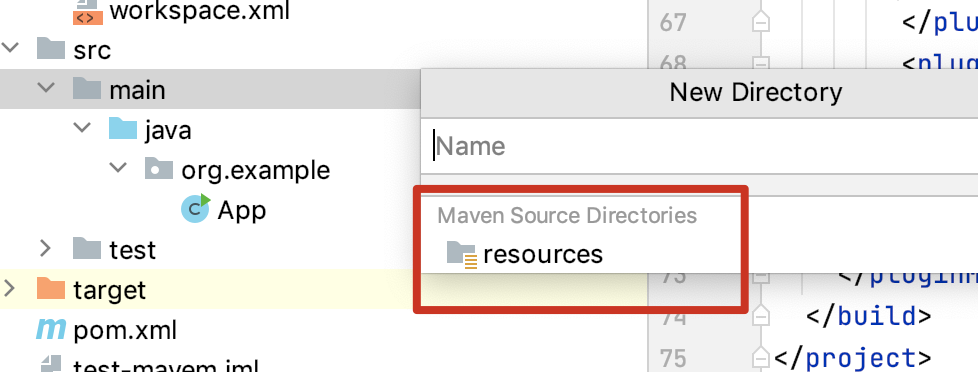 workspace.xml
src
main
java
org.example
C App
test
target
m pom.xml
test-mavem.iml
New Directory
Name
Maven Source Directories
resources
67 </plu
68 <plug
73 </pluginM
74 </build>
75 </project>